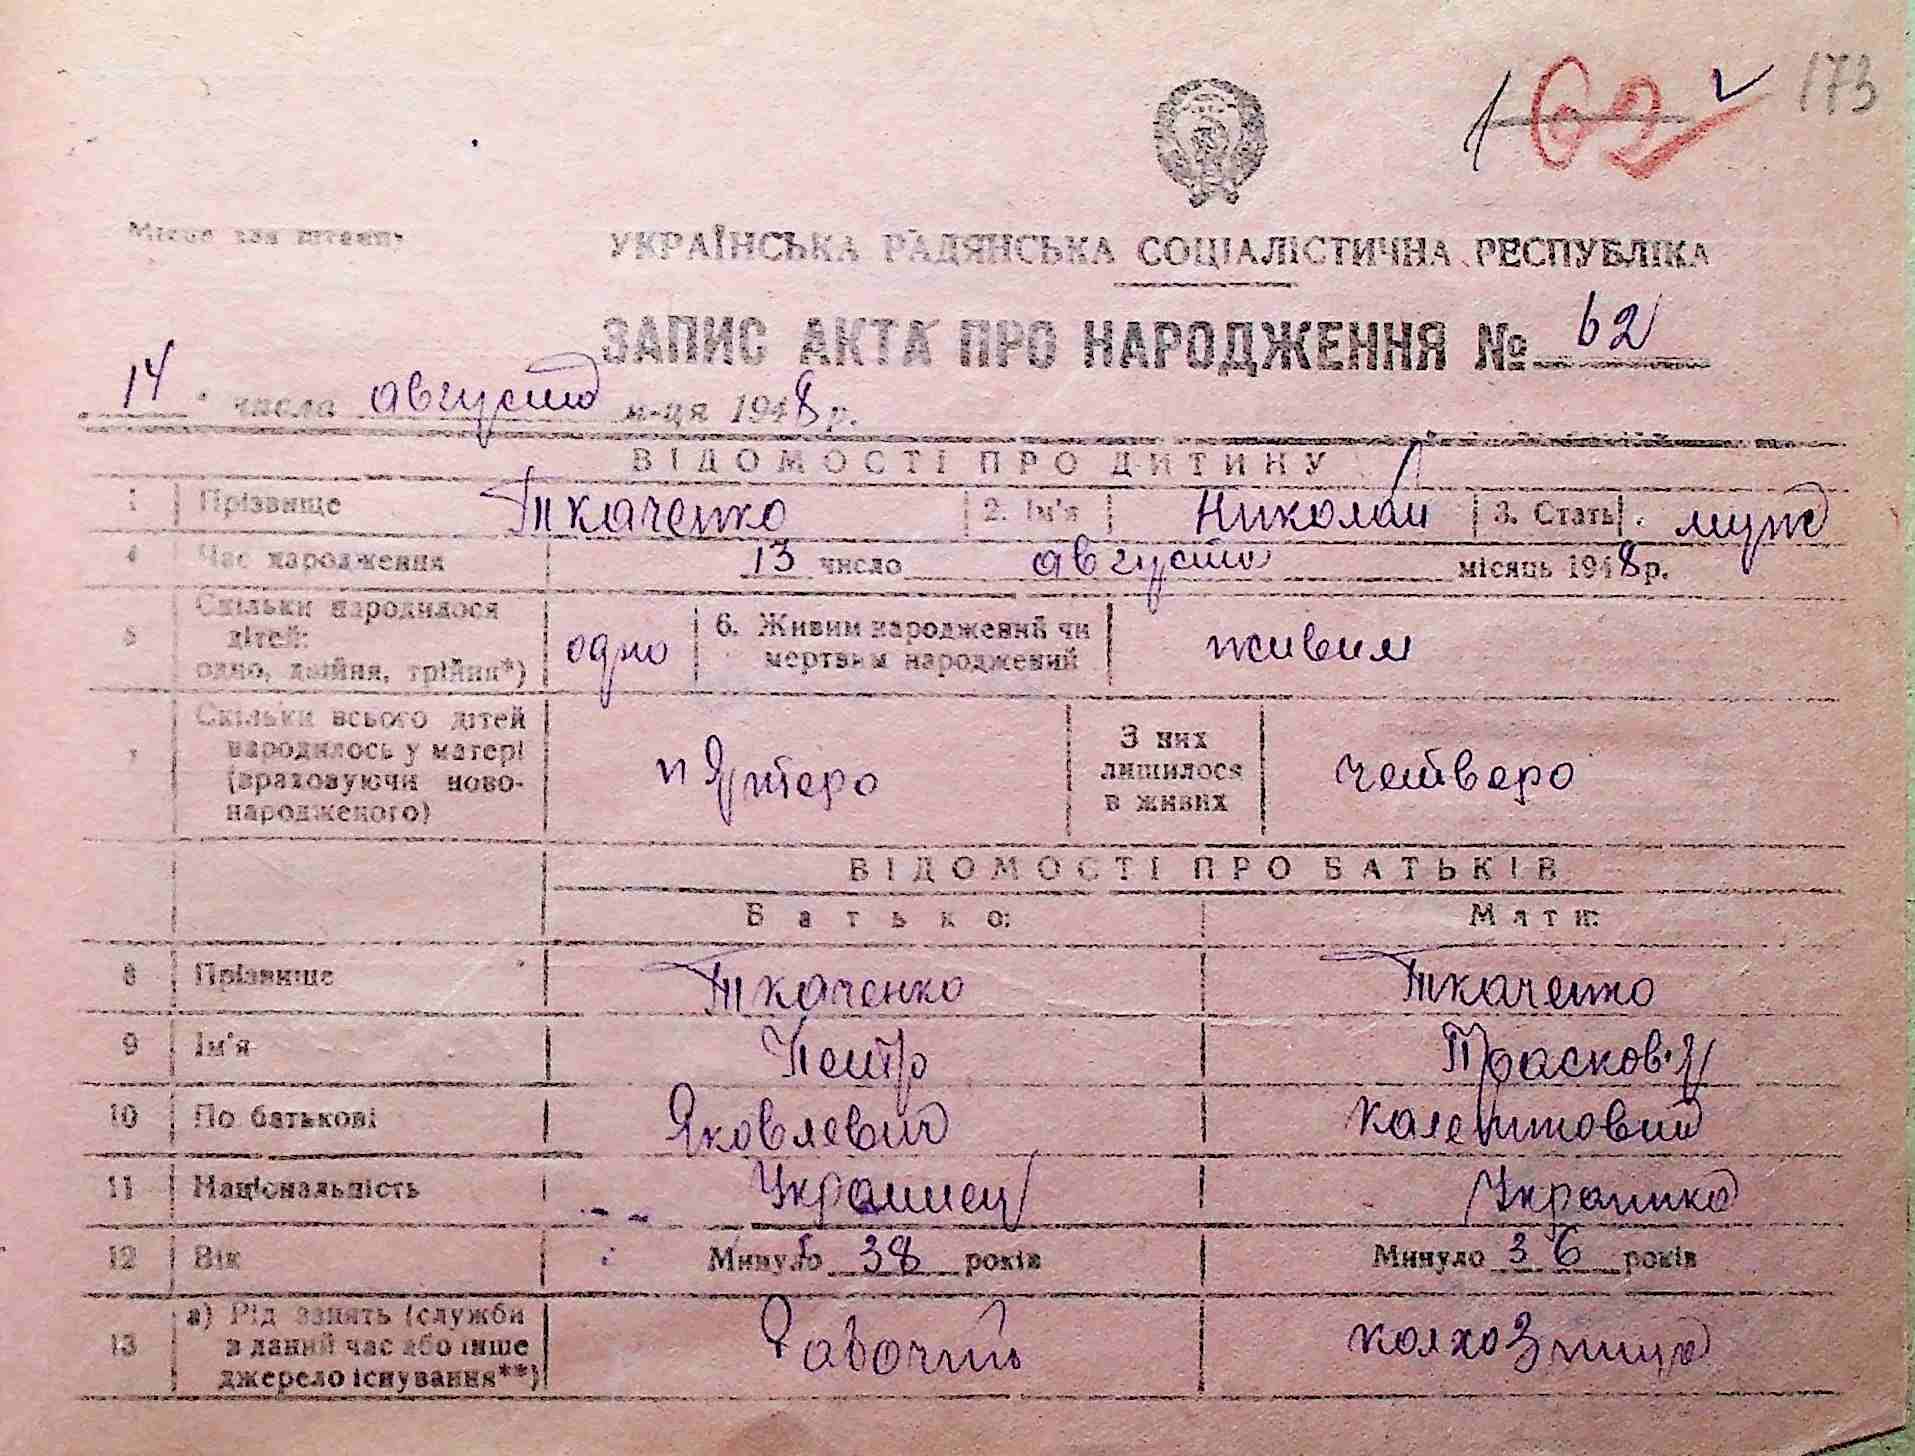 173
62
Місце для штампу
УКРАЇНСЬКА РАДЯНСЬКА СОЦІАЛІСТИЧНА РЕСПУБЛІКА
ЗАПИС АКТА ПРО НАРОДЖЕННЯ № 62
14 числа августа м-ця 1948 р.
ВІДОМОСТІ ПРО ДИТИНУ
1 Прізвище Ткаченко 2. Ім'я Николай 3. Стать муж
4 Час народження 13 число августа місяць 1948 р.
5 Скільки народилося
дітей:
одно, двійня, трійня*) одно 6. Живим народжений чи
мертвим народжений живим
7 Скільки всього дітей
народилось у матері
(враховуючи ново-
народженого) пятеро З них
лишилося
в живих четверо
ВІДОМОСТІ ПРО БАТЬКІВ
Батько: Мати:
8 Прізвище Ткаченко Ткаченко
9 Ім'я Петр
10 По батькові Яковлевич
11 Національність Украинец Украинка
12 Вік Минуло 38 років Минуло 36 років
13 а) Рід занять (служби
в даний час або інше
джерело існування**) Рабочий колхозница